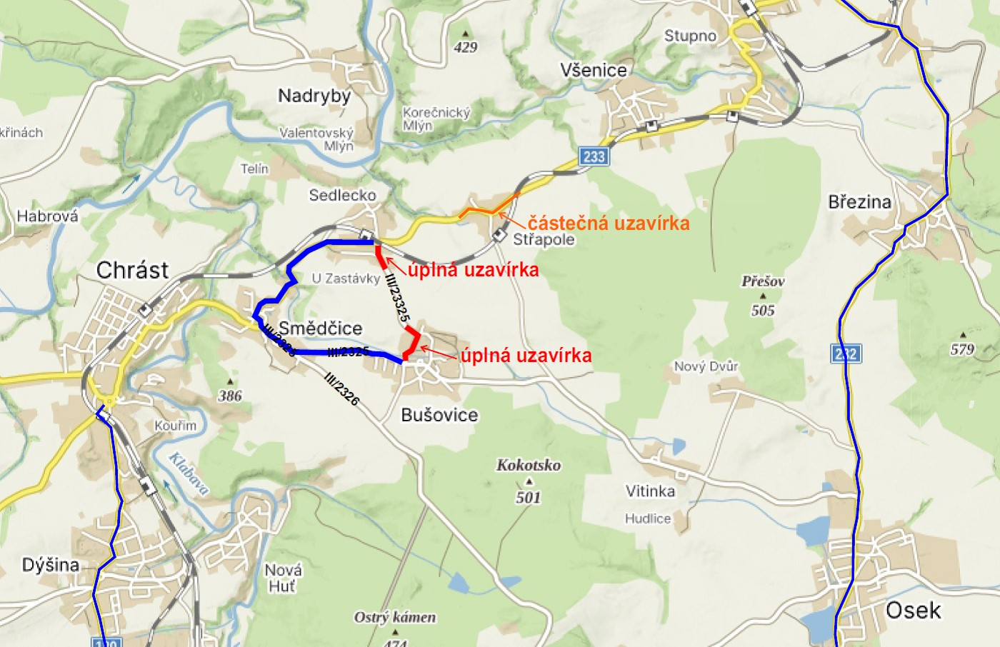 Stupno
429
Všenice
Nadryby
Korečnický
Mlýn
křinách
Valentovský
Mlýn
233
Telín
Sedlecko
Březina
Habrová
částečná uzavírka
Střapole
Chrást
úplná uzavírka
U Zastávky
Přešov
505
III/23325
Smědčice
III/2325
III/2325
úplná uzavírka
579
232
Nový Dvůr
III/2326
386
Bušovice
Kouřim
Klabava
Kokotsko
501
Vitinka
Hudlice
Dýšina
Nová
Huť
Osek
Ostrý kámen
474